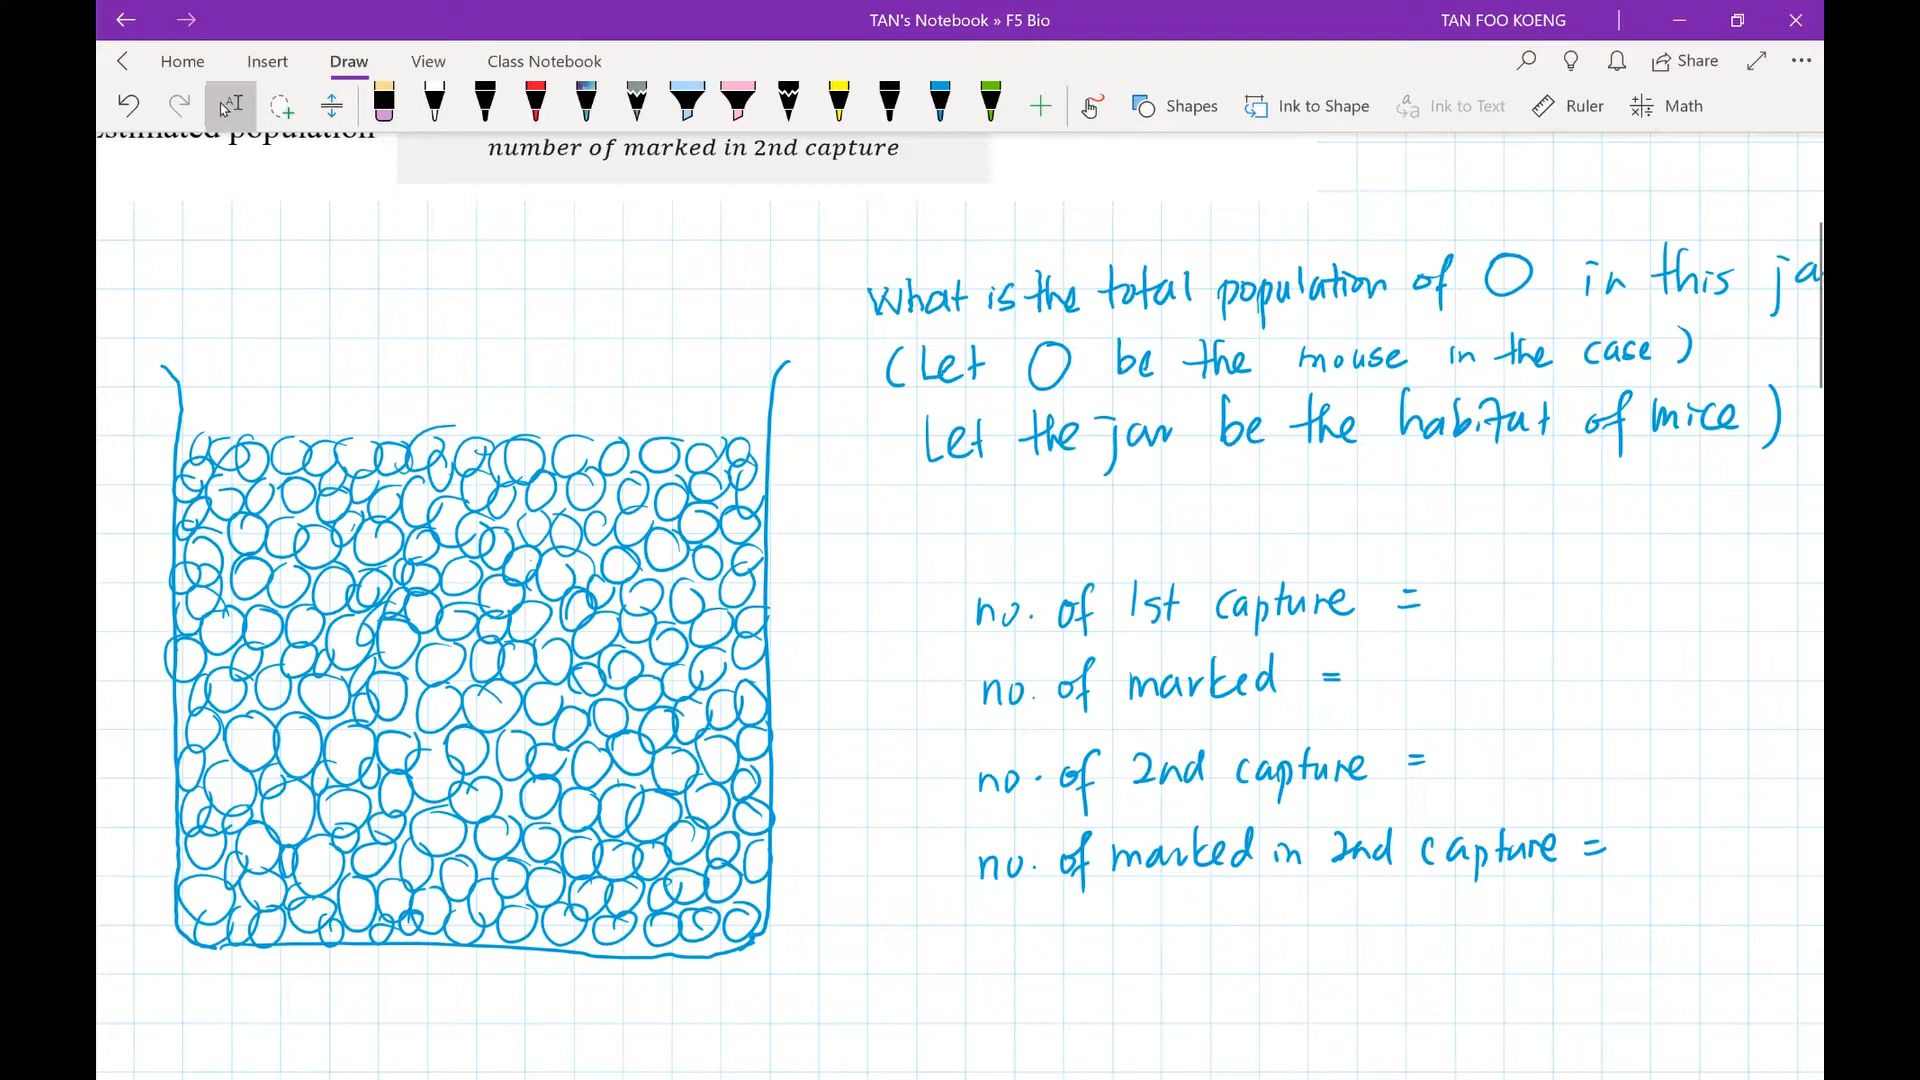 TAN's Notebook » F5 Bio
TAN FOO KOENG
Home Insert Draw View Class Notebook
Share
Shapes Ink to Shape Ink to Text Ruler Math
stimated population
number of marked in 2nd capture
What is the total population of O in this ja
(Let O be the mouse in the case)
Let the jar be the habitat of mice)
no. of 1st capture =
no. of marked =
no. of 2nd capture =
no. of marked in 2nd capture =